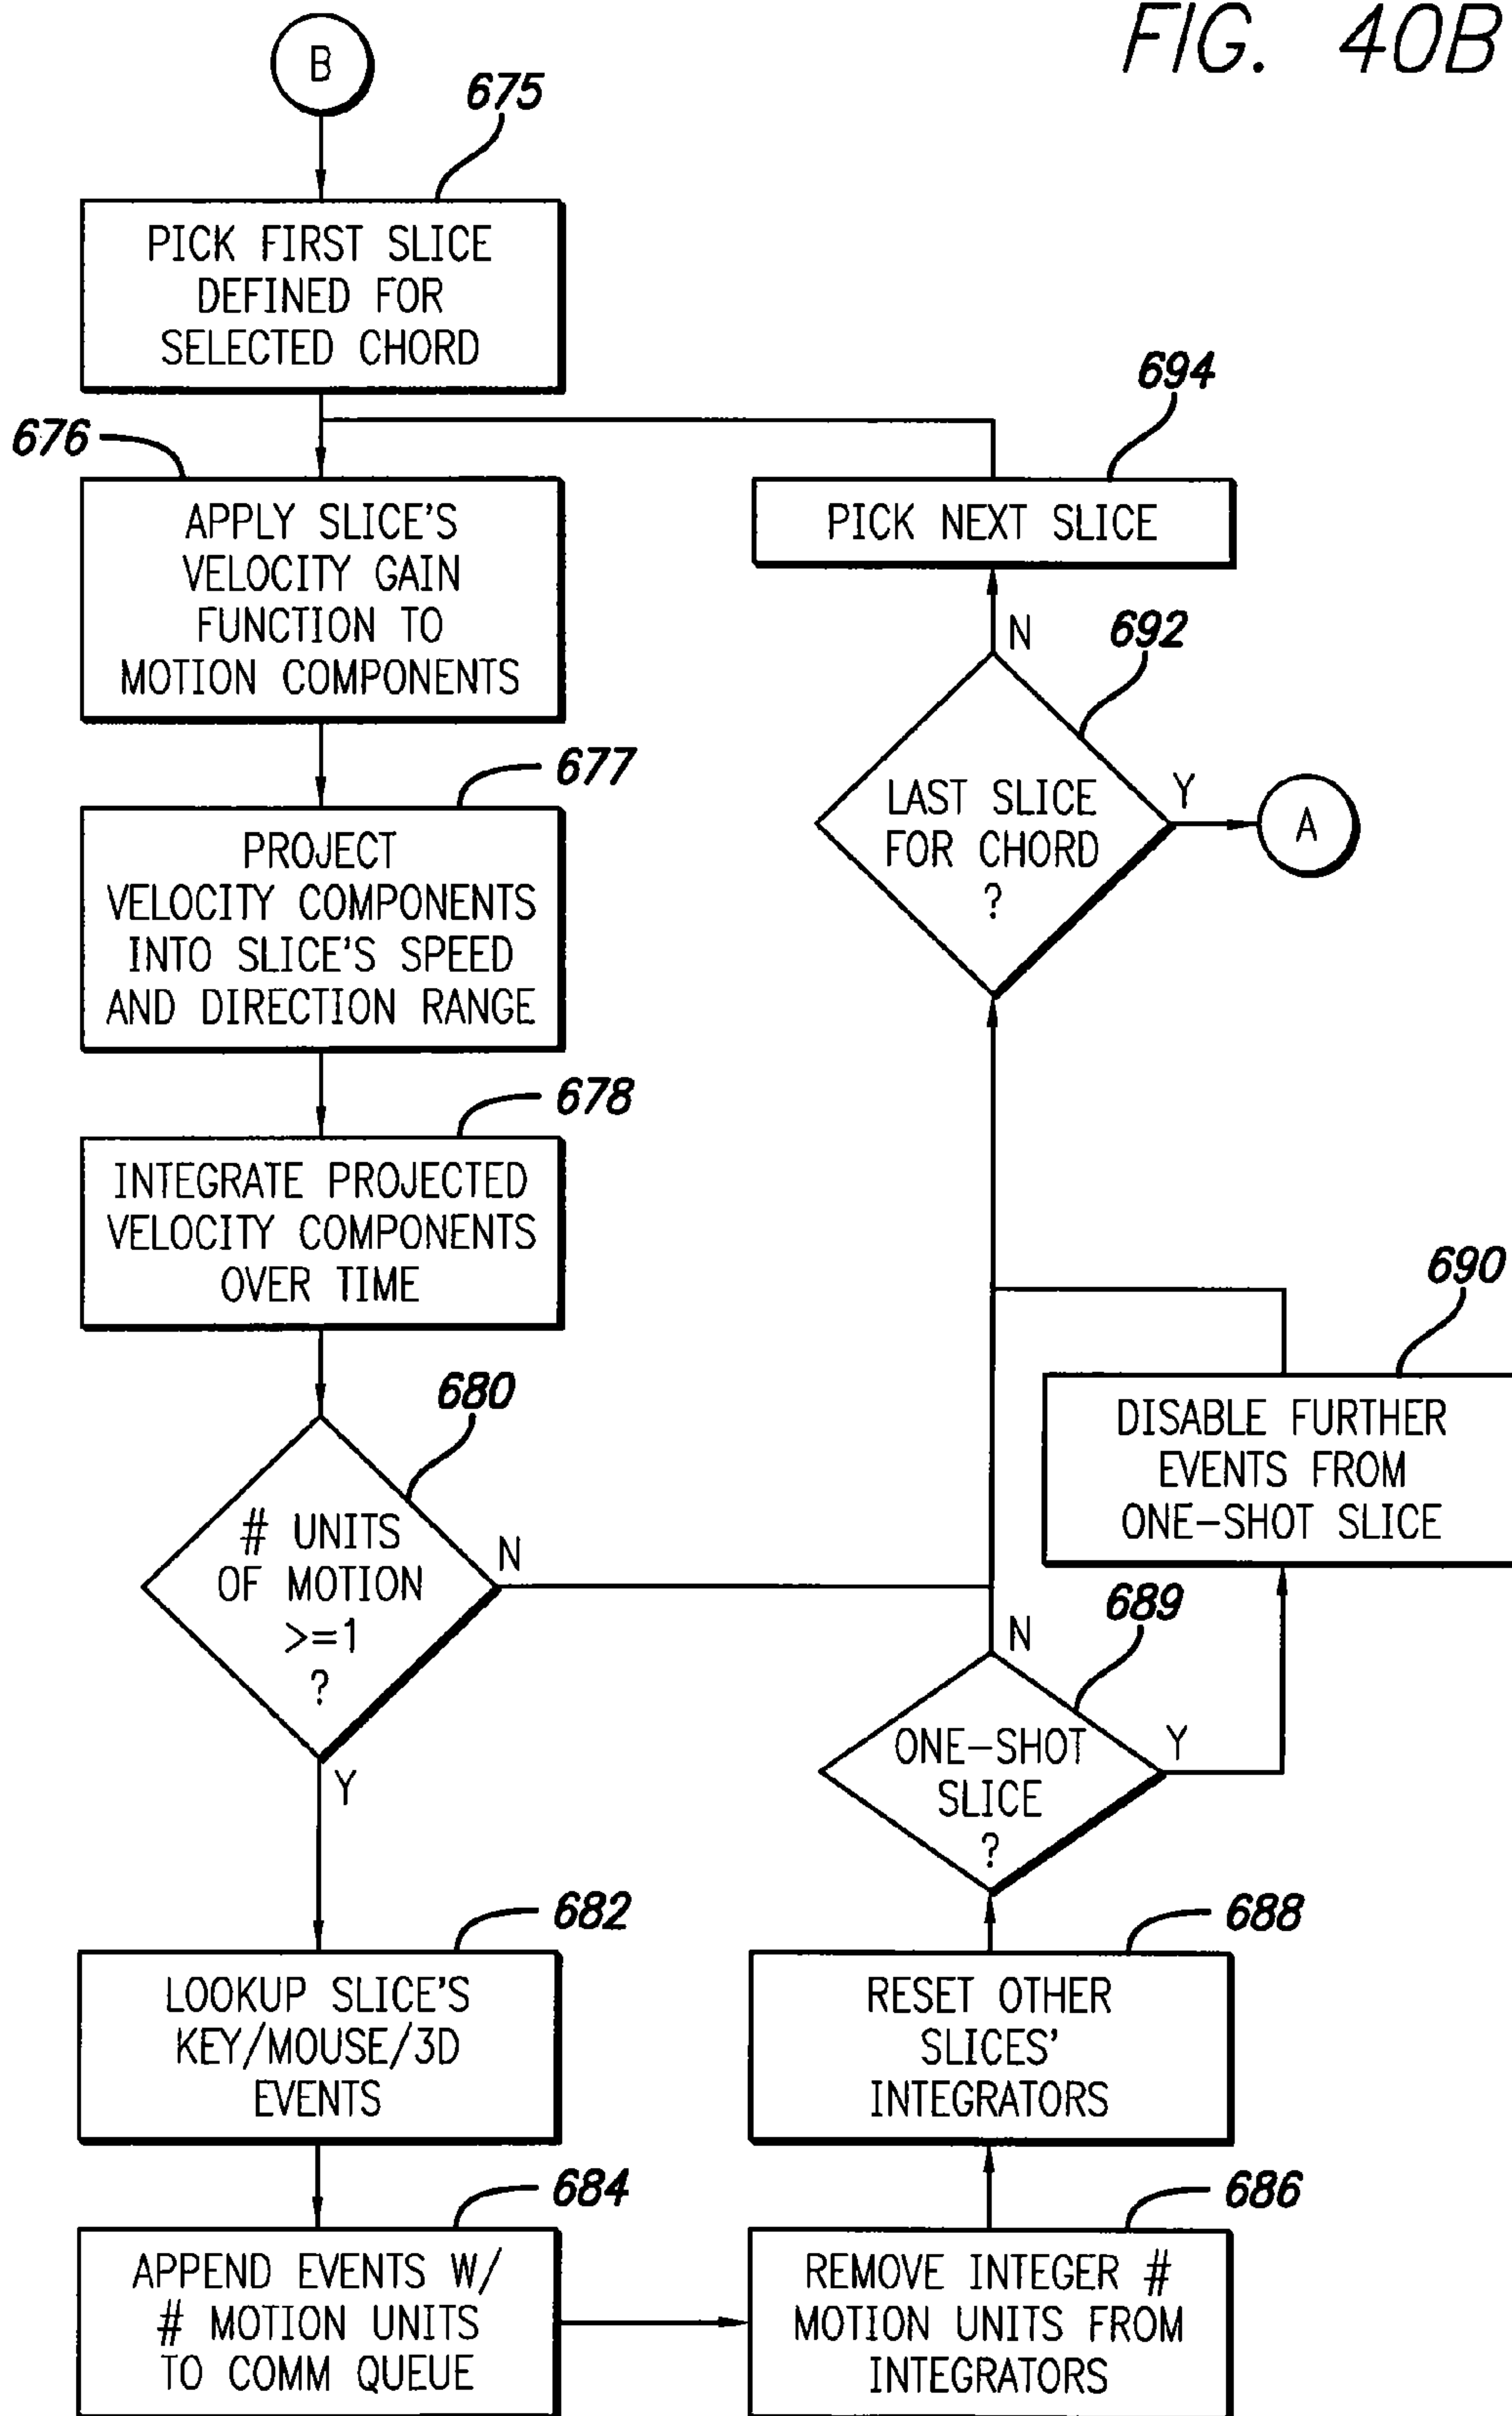 FIG. 40B
B
675
PICK FIRST SLICE
DEFINED FOR
SELECTED CHORD
676
APPLY SLICE'S
VELOCITY GAIN
FUNCTION TO
MOTION COMPONENTS
677
PROJECT
VELOCITY COMPONENTS
INTO SLICE'S SPEED
AND DIRECTION RANGE
678
INTEGRATE PROJECTED
VELOCITY COMPONENTS
OVER TIME
680
# UNITS
OF MOTION
>=1
?
N
Y
682
LOOKUP SLICE'S
KEY/MOUSE/3D
EVENTS
684
APPEND EVENTS W/
# MOTION UNITS
TO COMM QUEUE
686
REMOVE INTEGER #
MOTION UNITS FROM
INTEGRATORS
688
RESET OTHER
SLICES'
INTEGRATORS
689
ONE-SHOT
SLICE
?
N
Y
690
DISABLE FURTHER
EVENTS FROM
ONE-SHOT SLICE
692
LAST SLICE
FOR CHORD
?
N
Y
A
694
PICK NEXT SLICE